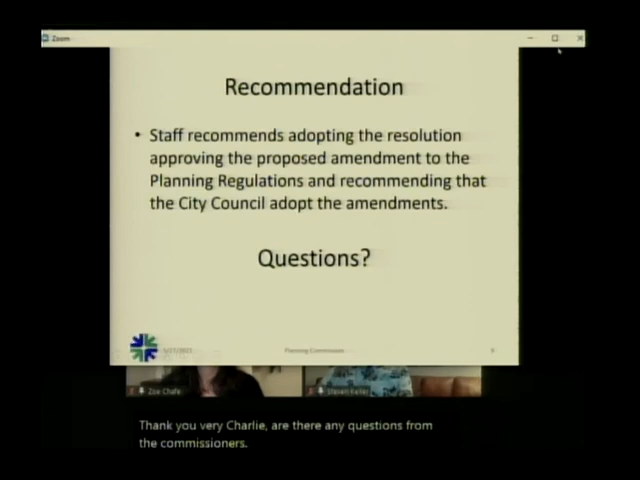 Zoom
Recommendation
• Staff recommends adopting the resolution
approving the proposed amendment to the
Planning Regulations and recommending that
the City Council adopt the amendments.
Questions?
Planning Commission
Zoe Chafe
Steven Keller
Thank you very Charlie, are there any questions from
the commissioners.